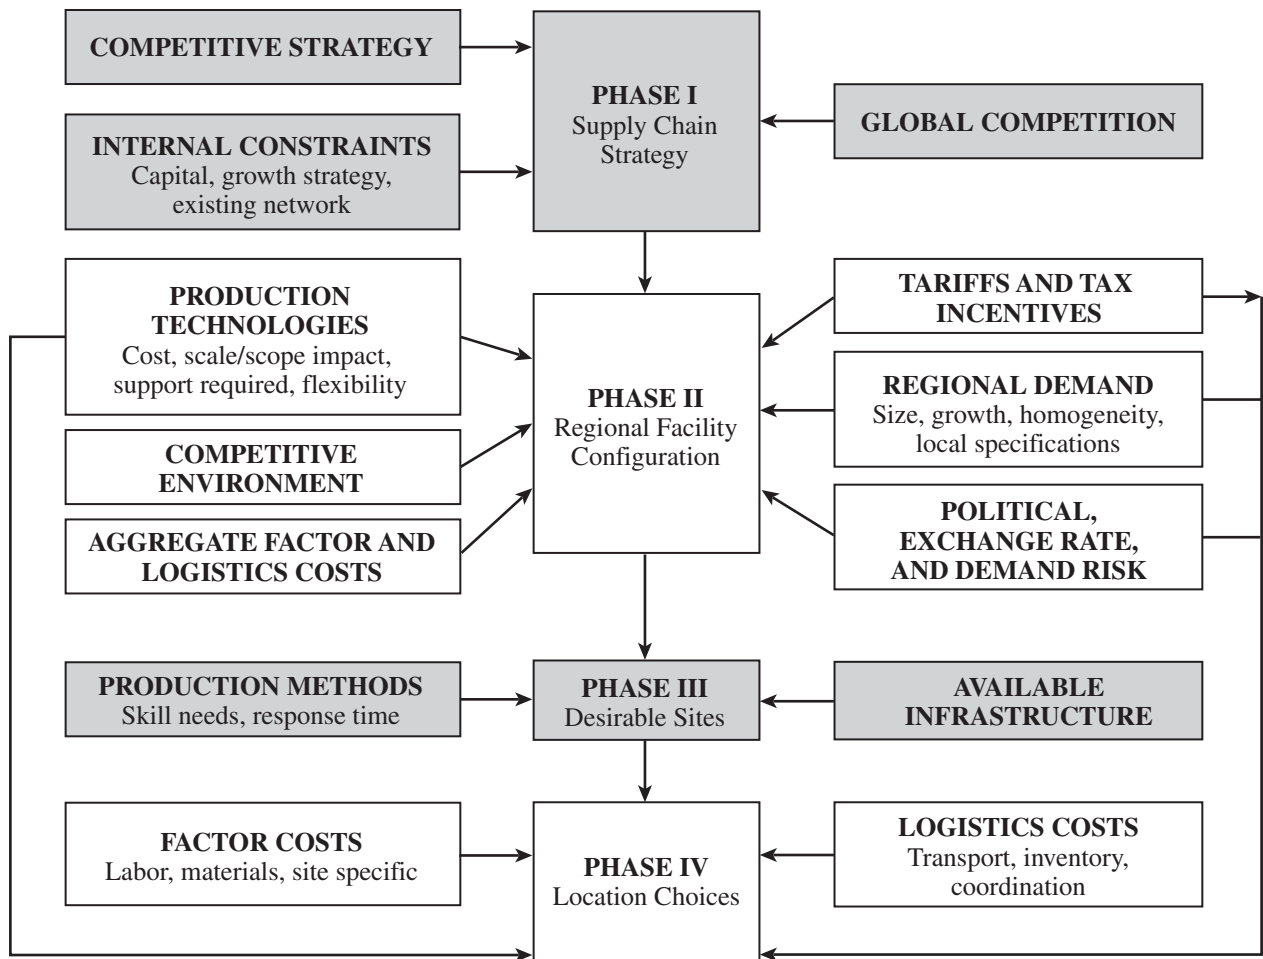 COMPETITIVE STRATEGY
PHASE I
Supply Chain
Strategy
GLOBAL COMPETITION
INTERNAL CONSTRAINTS
Capital, growth strategy,
existing network
PRODUCTION
TECHNOLOGIES
Cost, scale/scope impact,
support required, flexibility
TARIFFS AND TAX
INCENTIVES
PHASE II
Regional Facility
Configuration
REGIONAL DEMAND
Size, growth, homogeneity,
local specifications
COMPETITIVE
ENVIRONMENT
AGGREGATE FACTOR AND
LOGISTICS COSTS
POLITICAL,
EXCHANGE RATE,
AND DEMAND RISK
PRODUCTION METHODS
Skill needs, response time
PHASE III
Desirable Sites
AVAILABLE
INFRASTRUCTURE
FACTOR COSTS
Labor, materials, site specific
PHASE IV
Location Choices
LOGISTICS COSTS
Transport, inventory,
coordination